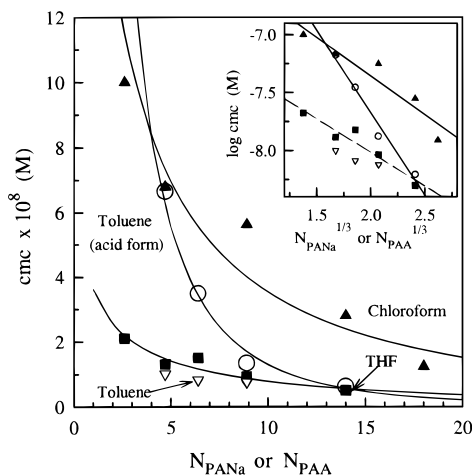 12
10
8
6
4
2
0
cmc x 10⁸ (M)
0
5
10
15
20
N_PANa or N_PAA
Toluene
(acid form)
Toluene
Chloroform
THF
-7.0
-7.5
-8.0
log cmc (M)
1.5
2.0
2.5
N_PANa^1/3 or N_PAA^1/3